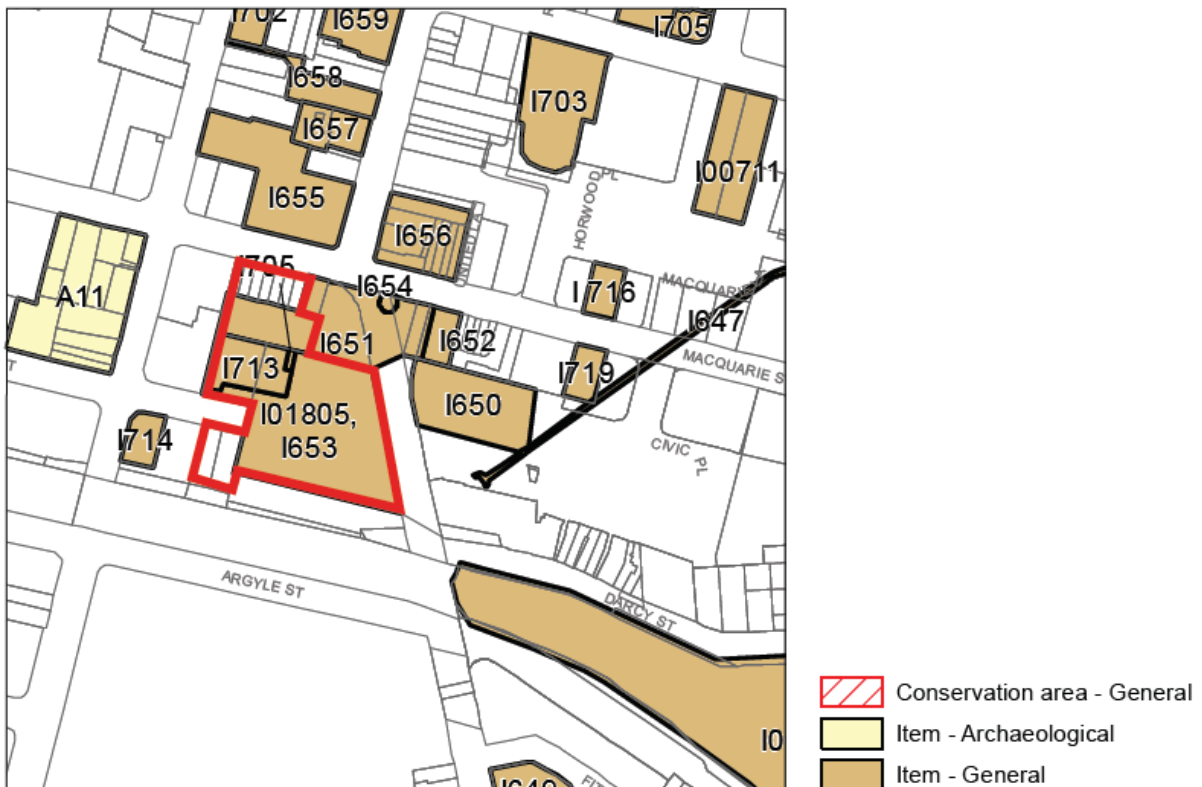 I702
I659
I705
I658
I703
I657
I00711
I655
HORWOOD PL
I656
A11
MACQUARIE
I654
I716
I647
I651
I652
MACQUARIE S
I713
I719
I650
I01805,
I653
I714
CIVIC PL
ARGYLE ST
DARCY ST
I0
Conservation area - General
Item - Archaeological
Item - General